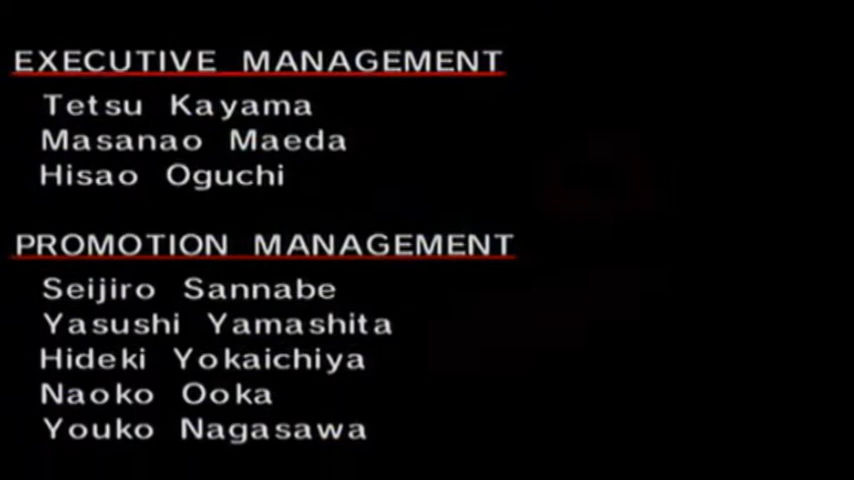 EXECUTIVE MANAGEMENT
Tetsu Kayama
Masanao Maeda
Hisao Oguchi
PROMOTION MANAGEMENT
Seijiro Sannabe
Yasushi Yamashita
Hideki Yokaichiya
Naoko Ooka
Youko Nagasawa